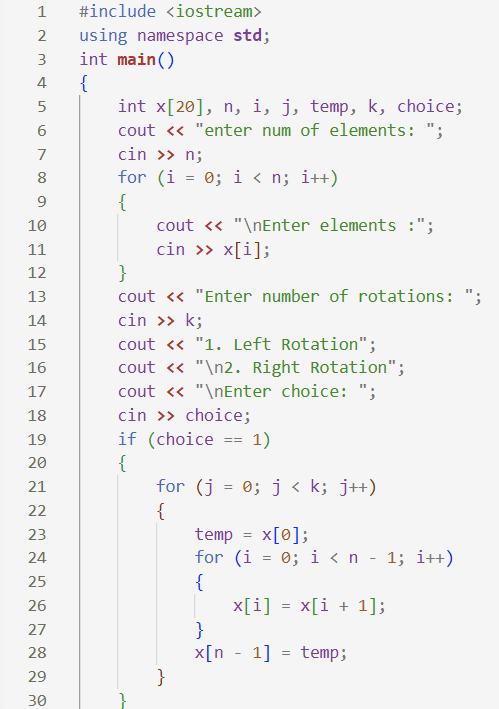 1 #include <iostream>
2 using namespace std;
3 int main()
4 {
5     int x[20], n, i, j, temp, k, choice;
6     cout << "enter num of elements: ";
7     cin >> n;
8     for (i = 0; i < n; i++)
9     {
10         cout << "\nEnter elements :";
11         cin >> x[i];
12     }
13     cout << "Enter number of rotations: ";
14     cin >> k;
15     cout << "1. Left Rotation";
16     cout << "\n2. Right Rotation";
17     cout << "\nEnter choice: ";
18     cin >> choice;
19     if (choice == 1)
20     {
21         for (j = 0; j < k; j++)
22         {
23             temp = x[0];
24             for (i = 0; i < n - 1; i++)
25             {
26                 x[i] = x[i + 1];
27             }
28             x[n - 1] = temp;
29         }
30     }